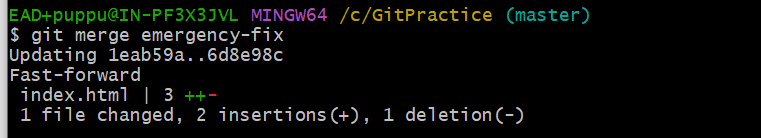 EAD+puppu@IN-PF3X3JVL MINGW64 /c/GitPractice (master)
$ git merge emergency-fix
Updating 1eab59a..6d8e98c
Fast-forward
 index.html | 3 ++-
 1 file changed, 2 insertions(+), 1 deletion(-)